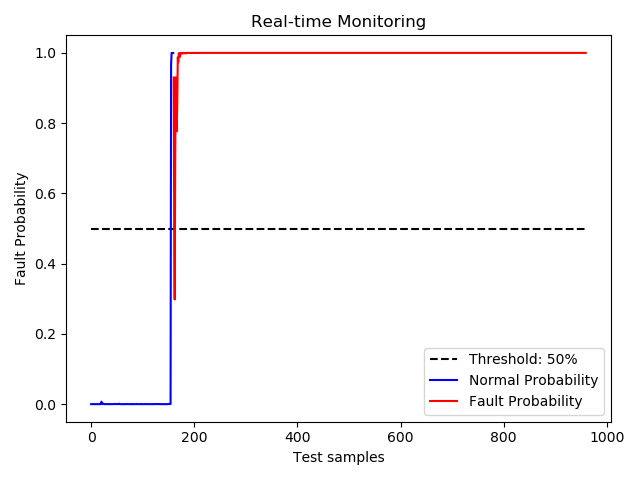 Real-time Monitoring
Fault Probability
1.0
0.8
0.6
0.4
0.2
0.0
Threshold: 50%
Normal Probability
Fault Probability
0
200
400
600
800
1000
Test samples